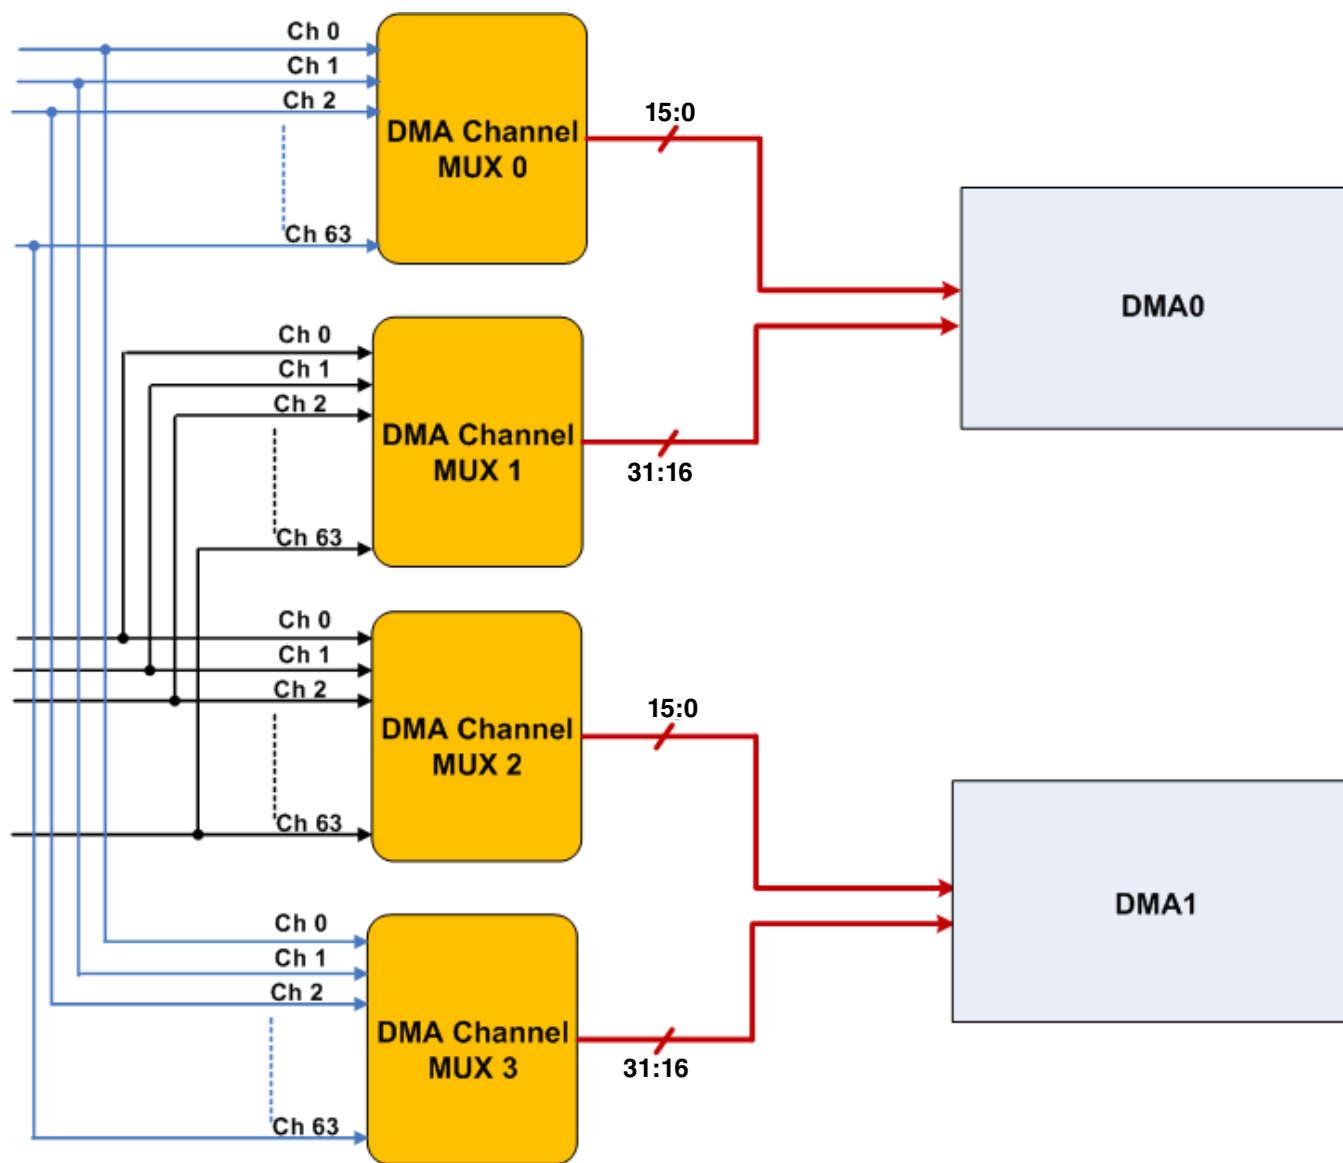 Ch 0
Ch 1
Ch 2
Ch 63
DMA Channel
MUX 0
15:0
DMA0
Ch 0
Ch 1
Ch 2
Ch 63
DMA Channel
MUX 1
31:16
Ch 0
Ch 1
Ch 2
Ch 63
DMA Channel
MUX 2
15:0
DMA1
Ch 0
Ch 1
Ch 2
Ch 63
DMA Channel
MUX 3
31:16